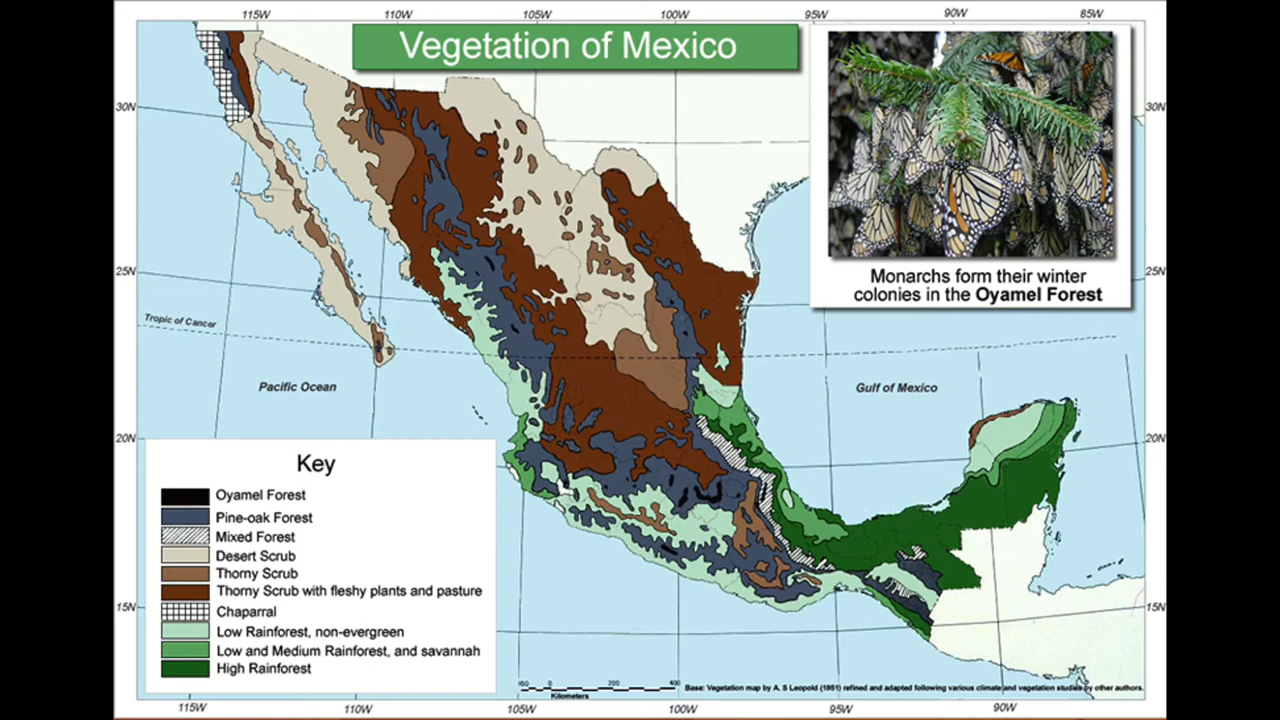 115W 110W 105W 100W 95W 90W 85W
Vegetation of Mexico
30N 30N
Monarchs form their winter
colonies in the Oyamel Forest
25N 25N
Tropic of Cancer
Pacific Ocean
Gulf of Mexico
20N 20N
Key
Oyamel Forest
Pine-oak Forest
Mixed Forest
Desert Scrub
Thorny Scrub
Thorny Scrub with fleshy plants and pasture
Chaparral
Low Rainforest, non-evergreen
Low and Medium Rainforest, and savannah
High Rainforest
15N 15N
0 200 400
Kilometers
Base: Vegetation map by A. S Leopold (1951) refined and adapted following various climate and vegetation studies by other authors.
115W 110W 105W 100W 95W 90W